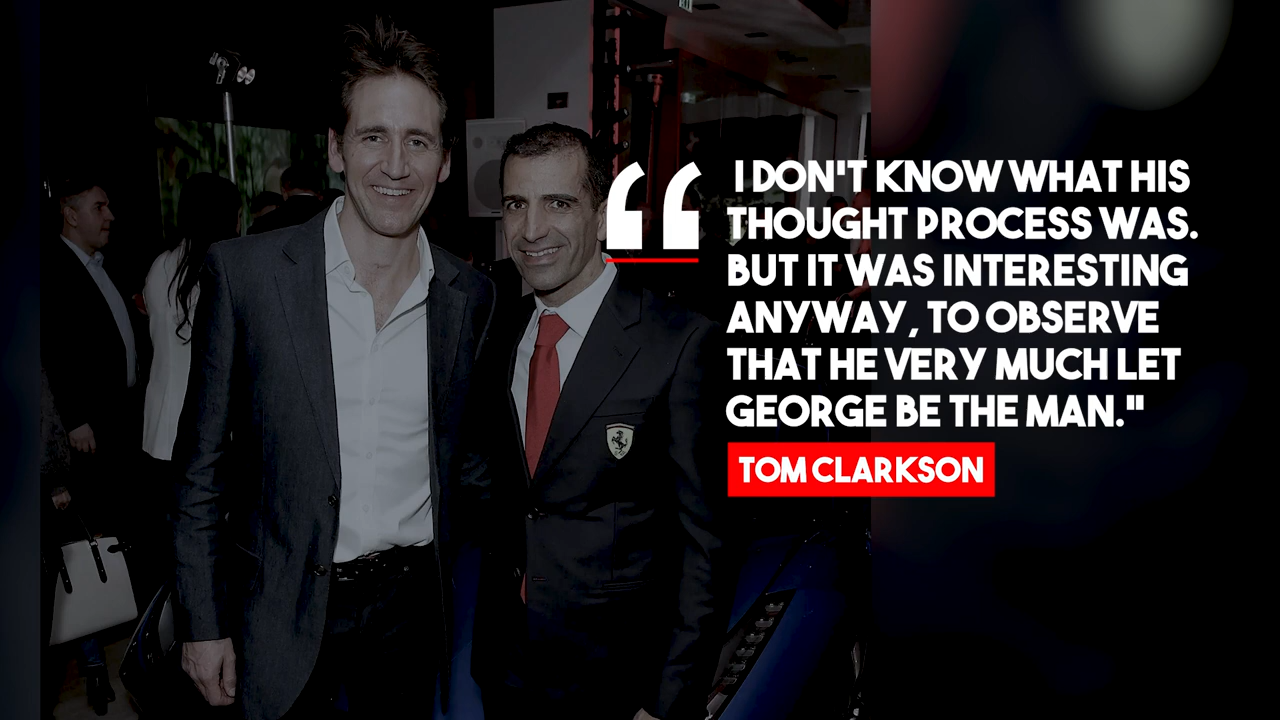 “ I DON'T KNOW WHAT HIS
THOUGHT PROCESS WAS.
BUT IT WAS INTERESTING
ANYWAY, TO OBSERVE
THAT HE VERY MUCH LET
GEORGE BE THE MAN."
TOM CLARKSON